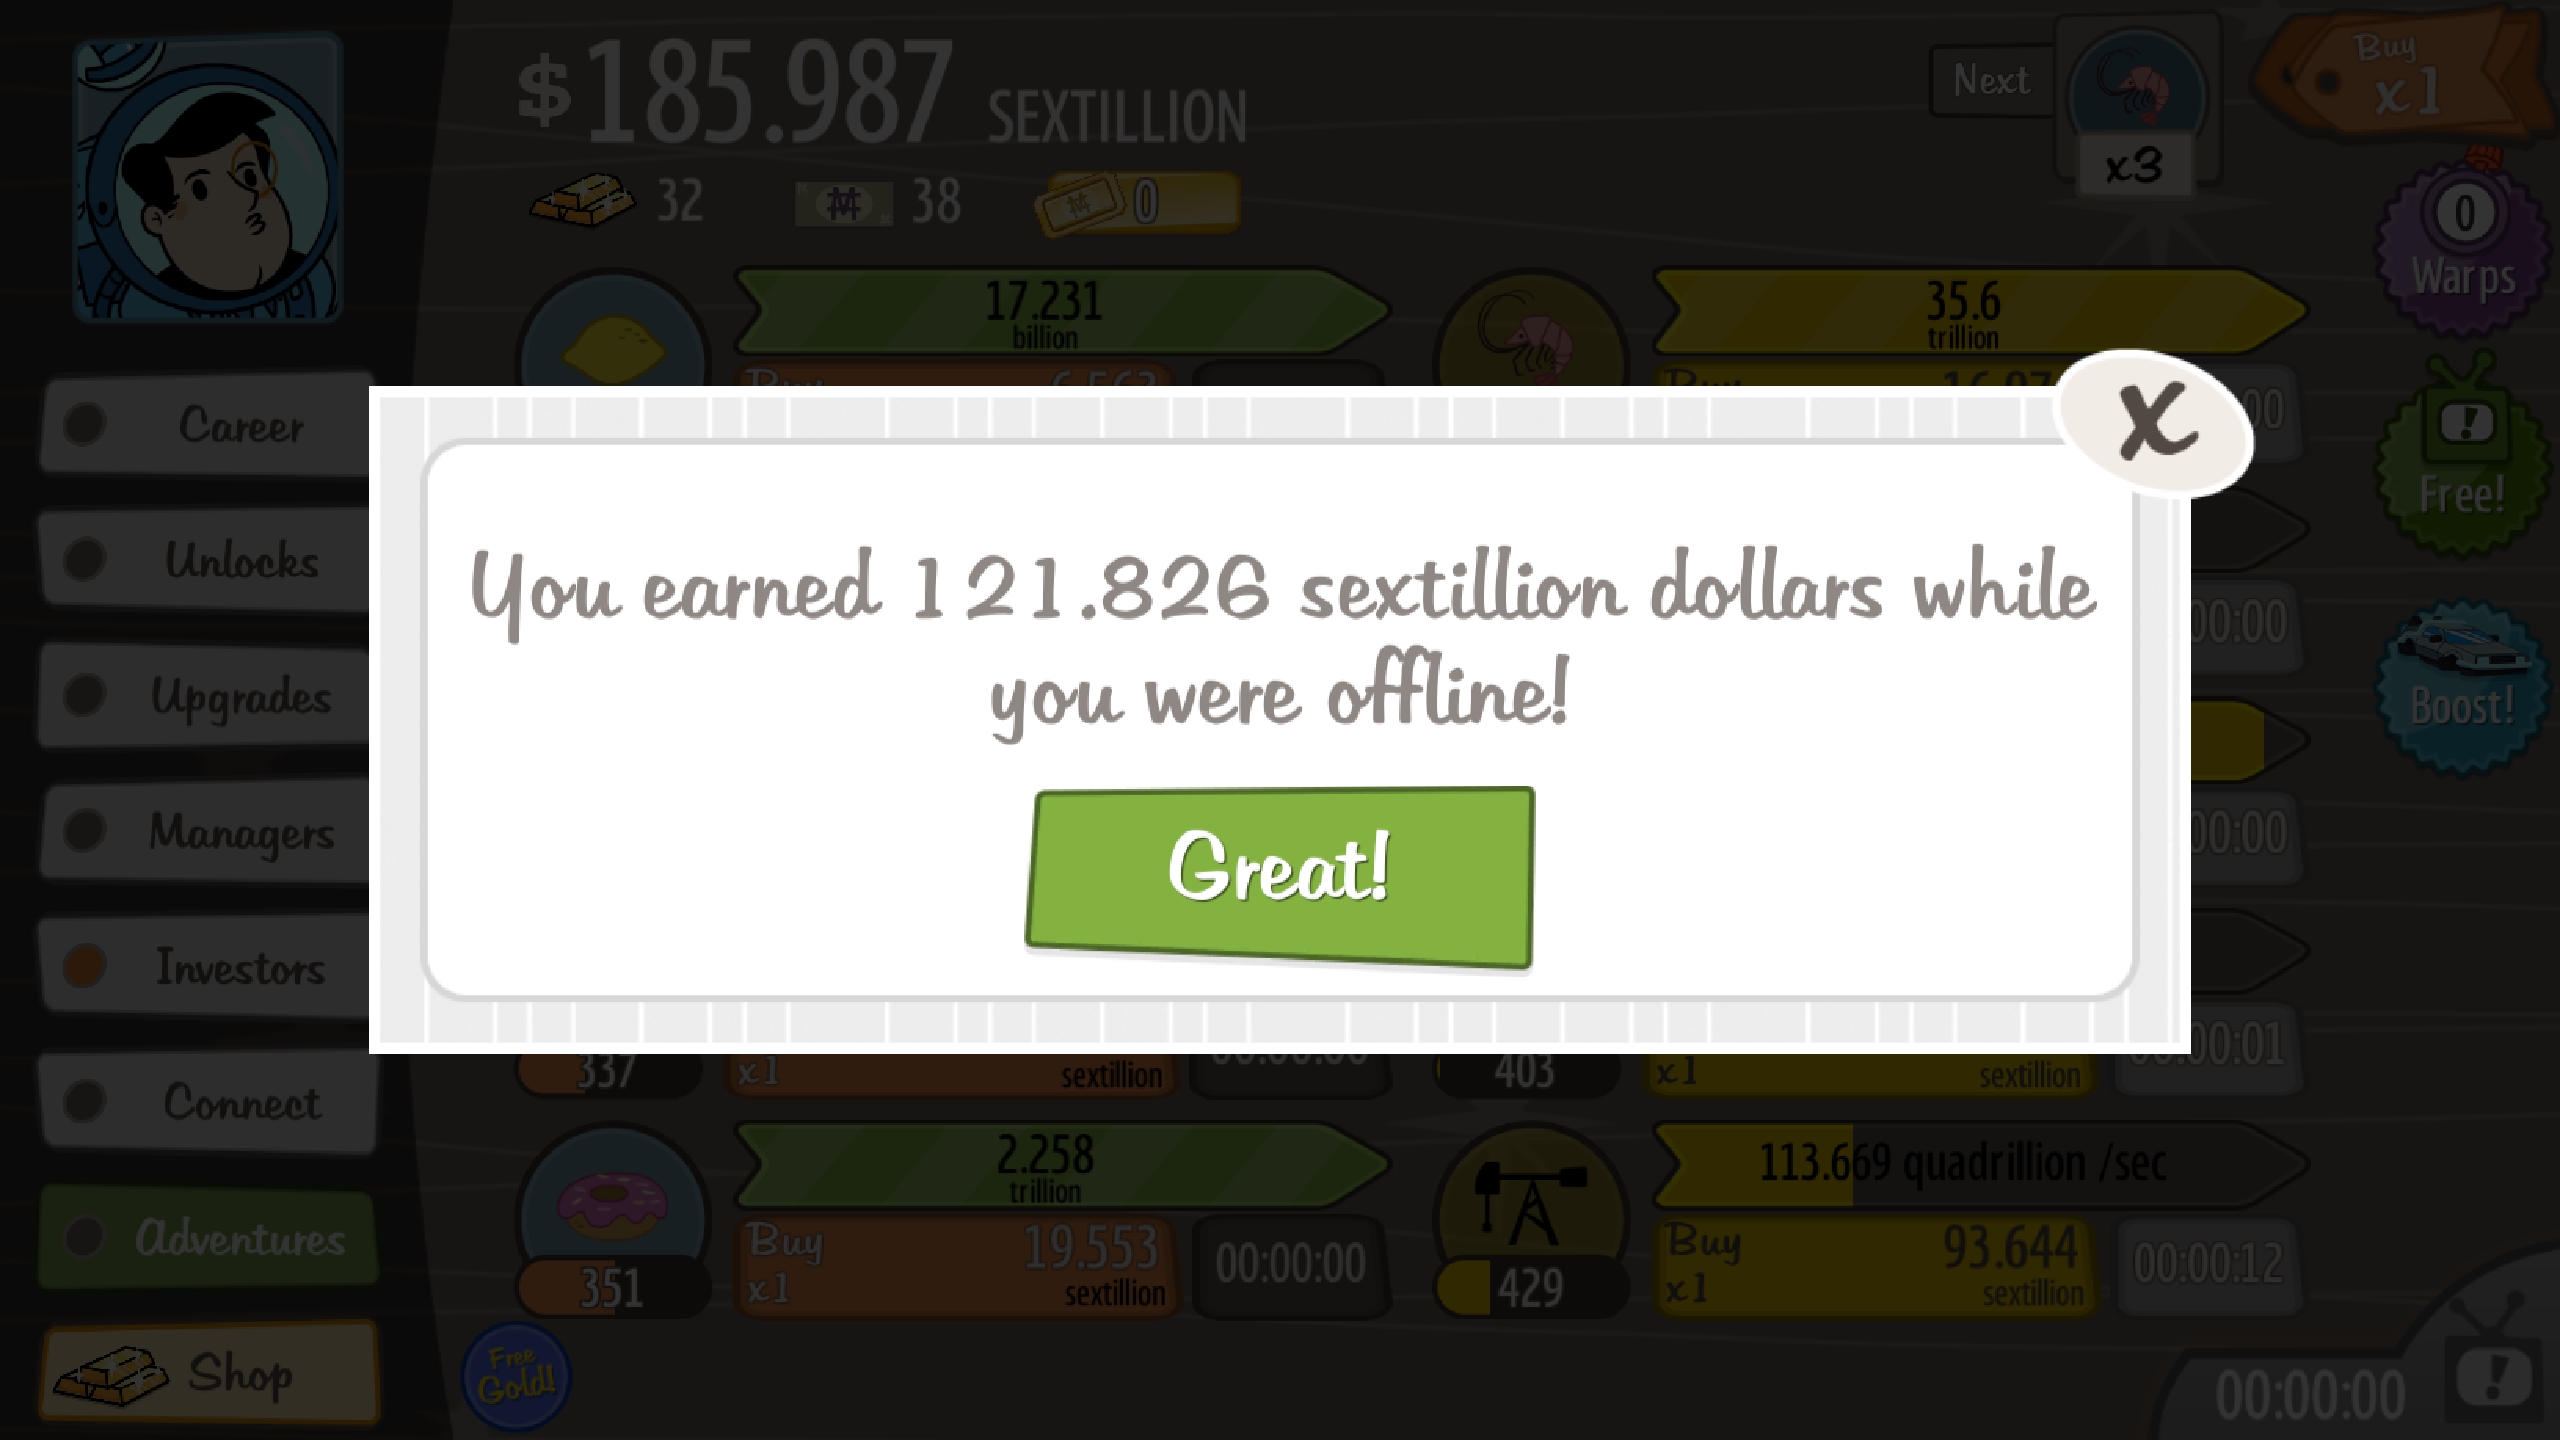 $185.987 SEXTILLION
32 38 0
Next
x3
Buy
x1
0
Warps
Free!
Boost!
Career
Unlocks
Upgrades
Managers
Investors
Connect
Adventures
Shop
17.231
billion
35.6
trillion
X
You earned 121.826 sextillion dollars while
you were offline!
Great!
00:00
00:00
337
x1
sextillion
403
x1
sextillion
00:00:01
2.258
trillion
Buy 19.553
x1 sextillion
00:00:00
351
113.669 quadrillion /sec
Buy 93.644
x1 sextillion
00:00:12
429
Free
Gold!
00:00:00